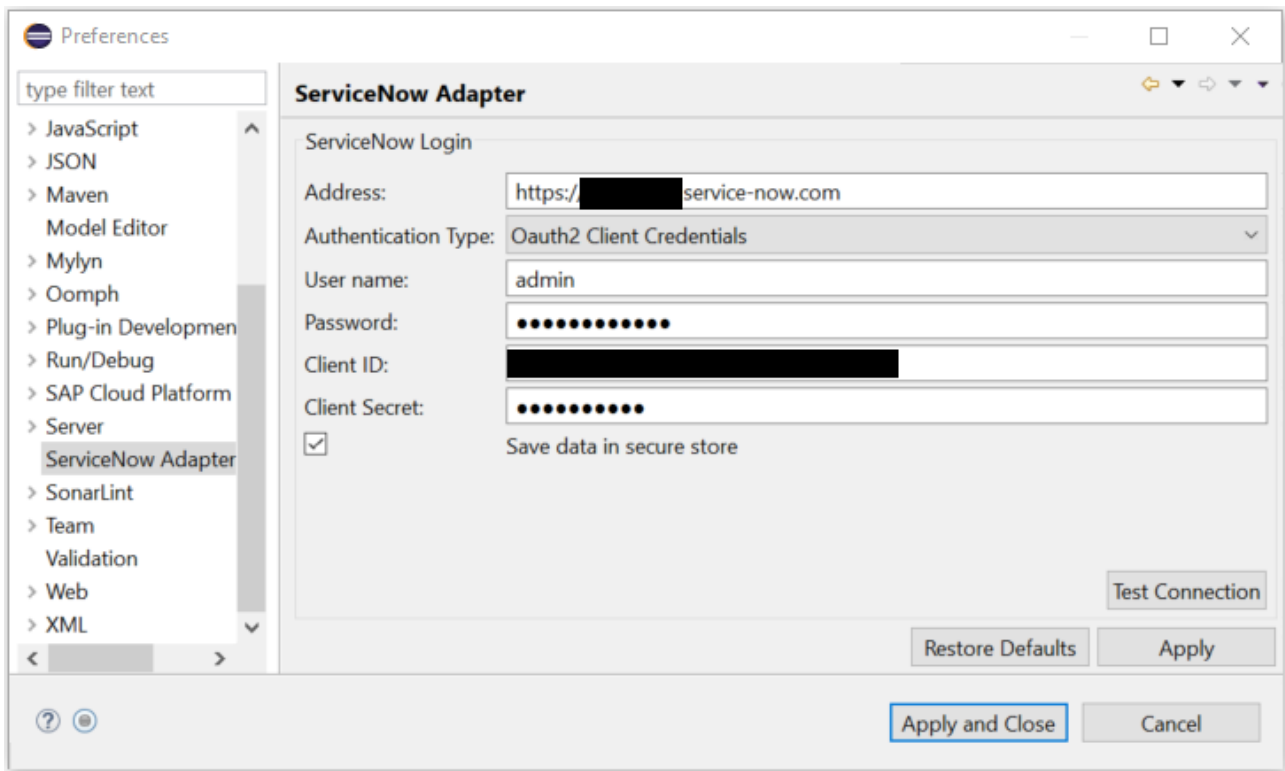 Preferences
type filter text
JavaScript
JSON
Maven
Model Editor
Mylyn
Oomph
Plug-in Developmen
Run/Debug
SAP Cloud Platform
Server
ServiceNow Adapter
SonarLint
Team
Validation
Web
XML
ServiceNow Adapter
ServiceNow Login
Address: https:/ service-now.com
Authentication Type: Oauth2 Client Credentials
User name: admin
Password: ●●●●●●●●●●●●
Client ID:
Client Secret: ●●●●●●●●●●
Save data in secure store
Test Connection
Restore Defaults Apply
Apply and Close Cancel